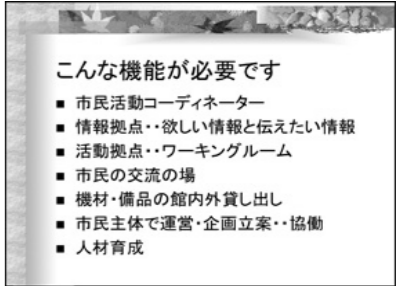 こんな機能が必要です
■ 市民活動コーディネーター
■ 情報拠点・・欲しい情報と伝えたい情報
■ 活動拠点・・ワーキングルーム
■ 市民の交流の場
■ 機材・備品の館内外貸し出し
■ 市民主体で運営・企画立案・・協働
■ 人材育成